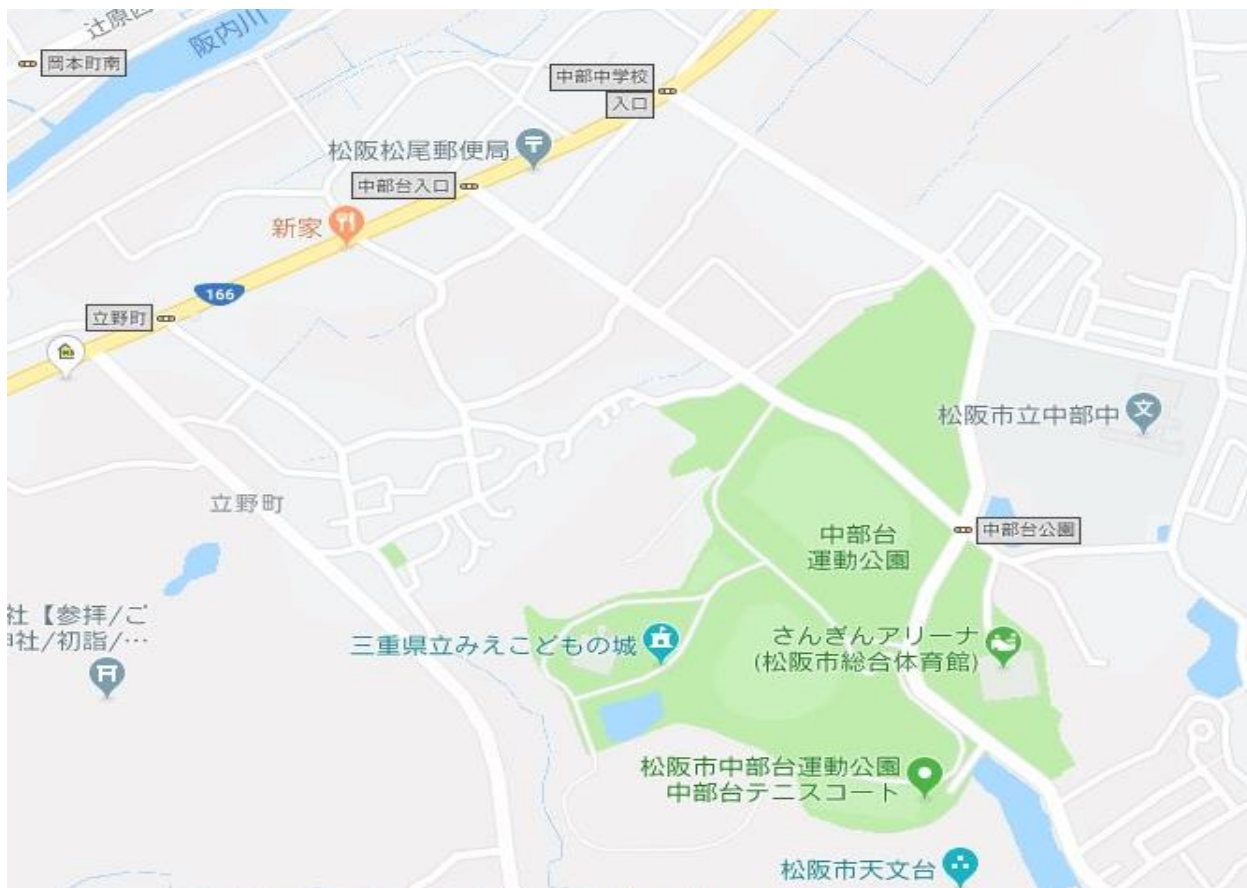 辻原
阪内川
岡本町南
中部中学校
入口
松阪松尾郵便局
中部台入口
新家
166
立野町
松阪市立中部中
文
立野町
中部台公園
中部台
運動公園
社【参拝/ご
社/初詣/…
三重県立みえこどもの城
さんぎんアリーナ
(松阪市総合体育館)
松阪市中部台運動公園
中部台テニスコート
松阪市天文台